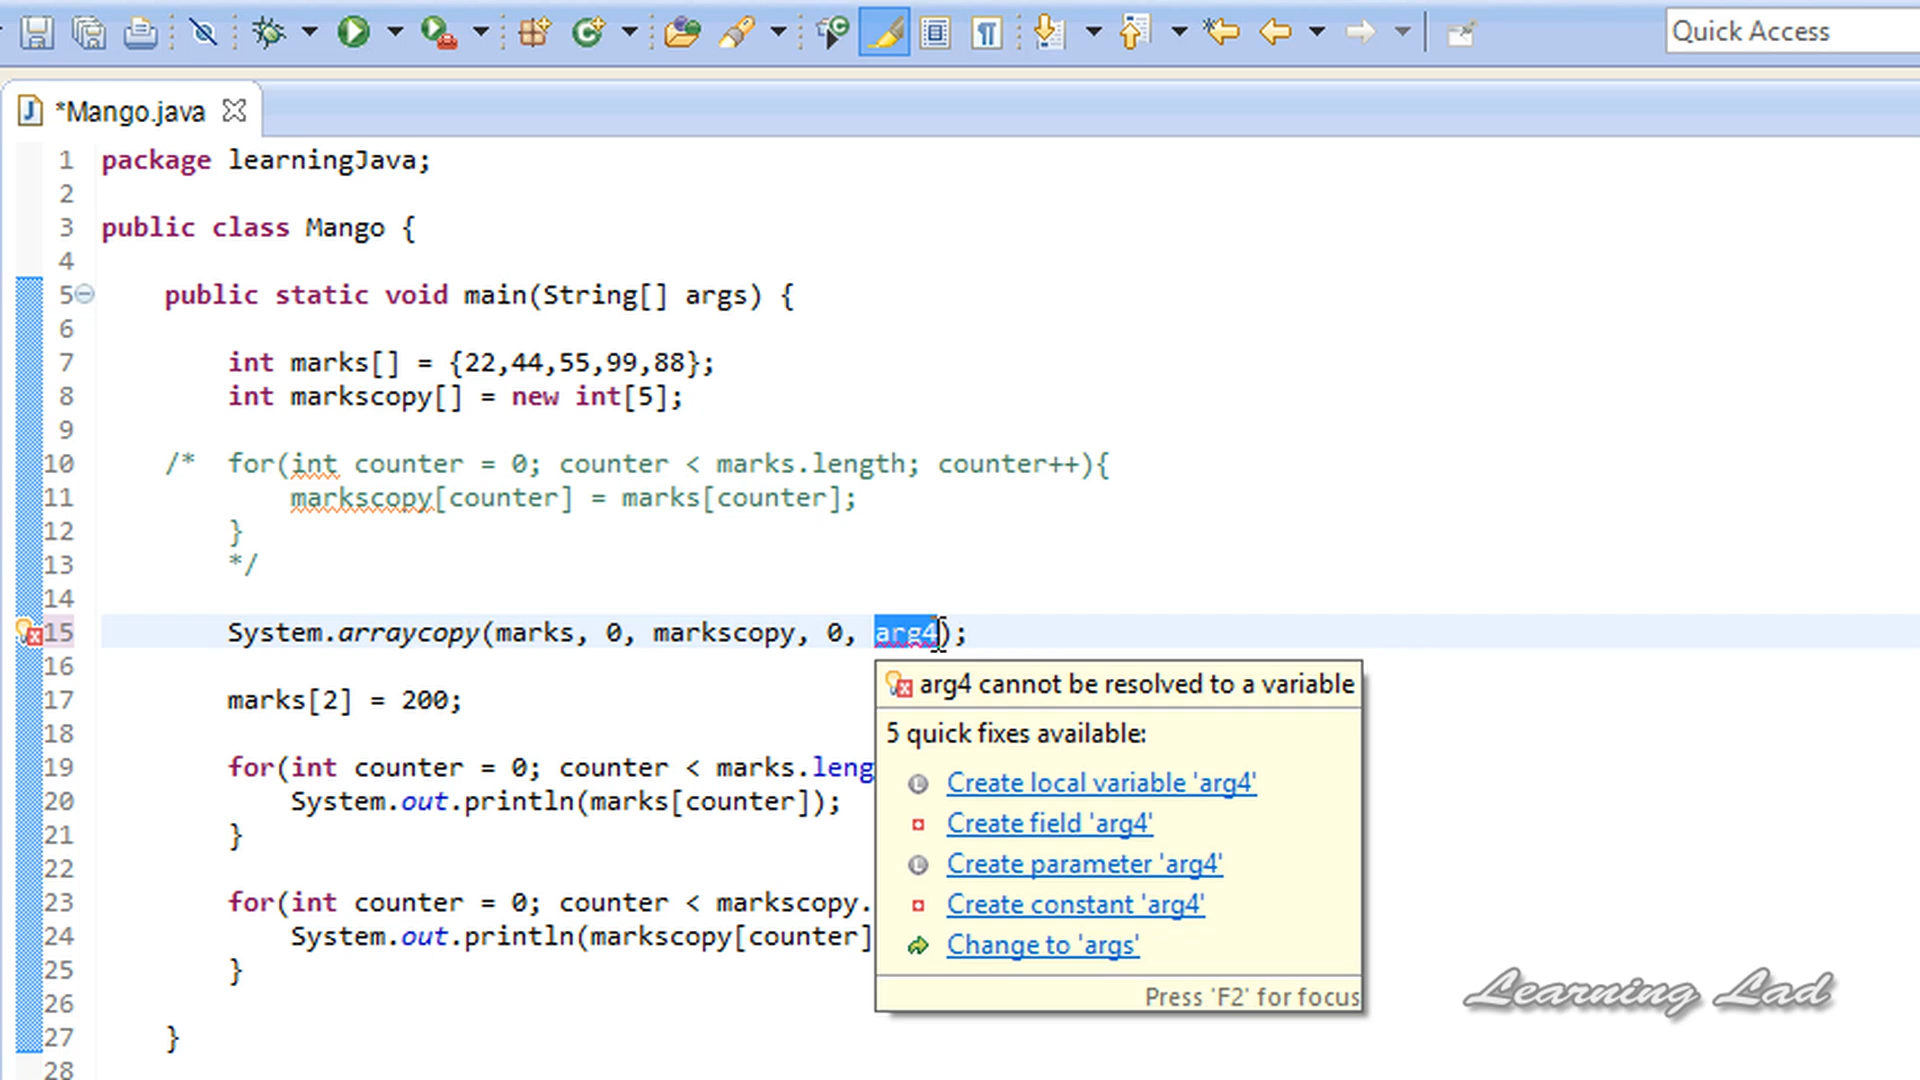 Quick Access
*Mango.java
1 package learningJava;
2
3 public class Mango {
4
5 public static void main(String[] args) {
6
7 int marks[] = {22,44,55,99,88};
8 int markscopy[] = new int[5];
9
10 /* for(int counter = 0; counter < marks.length; counter++){
11 markscopy[counter] = marks[counter];
12 }
13 */
14
15 System.arraycopy(marks, 0, markscopy, 0, arg4);
16
arg4 cannot be resolved to a variable
17 marks[2] = 200;
18
5 quick fixes available:
19 for(int counter = 0; counter < marks.leng
Create local variable 'arg4'
20 System.out.println(marks[counter]);
Create field 'arg4'
21 }
22
Create parameter 'arg4'
23 for(int counter = 0; counter < markscopy.
Create constant 'arg4'
24 System.out.println(markscopy[counter]
Change to 'args'
25 }
26
Press 'F2' for focus
27 }
28
Learning Lad